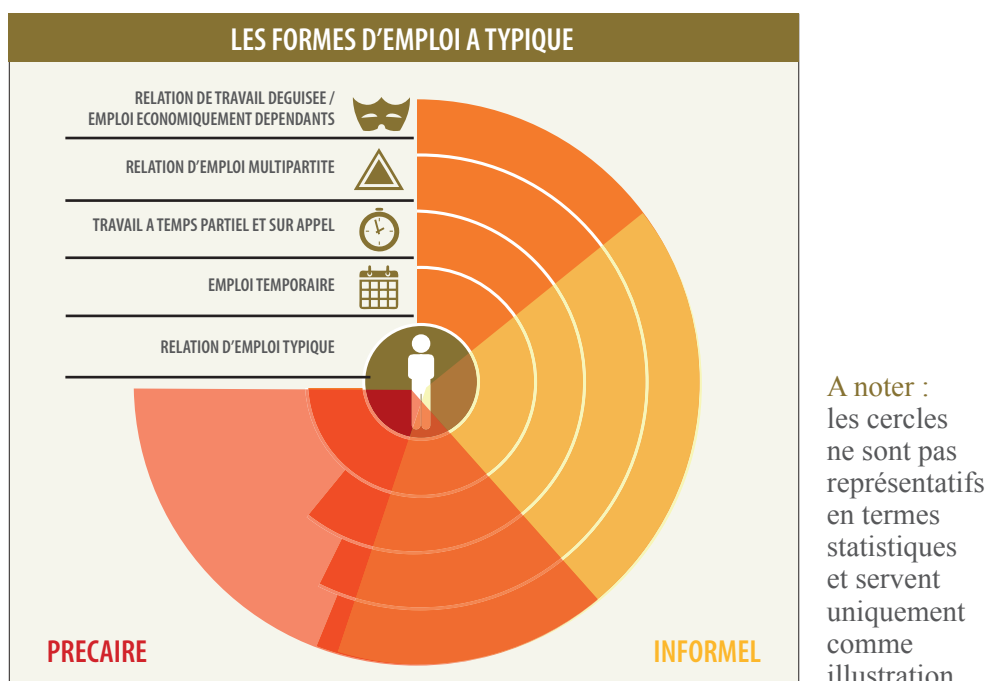 LES FORMES D'EMPLOI A TYPIQUE
RELATION DE TRAVAIL DEGUISEE /
EMPLOI ECONOMIQUEMENT DEPENDANTS
RELATION D'EMPLOI MULTIPARTITE
TRAVAIL A TEMPS PARTIEL ET SUR APPEL
EMPLOI TEMPORAIRE
RELATION D'EMPLOI TYPIQUE
PRECAIRE
INFORMEL
A noter :
les cercles
ne sont pas
représentatifs
en termes
statistiques
et servent
uniquement
comme
illustration